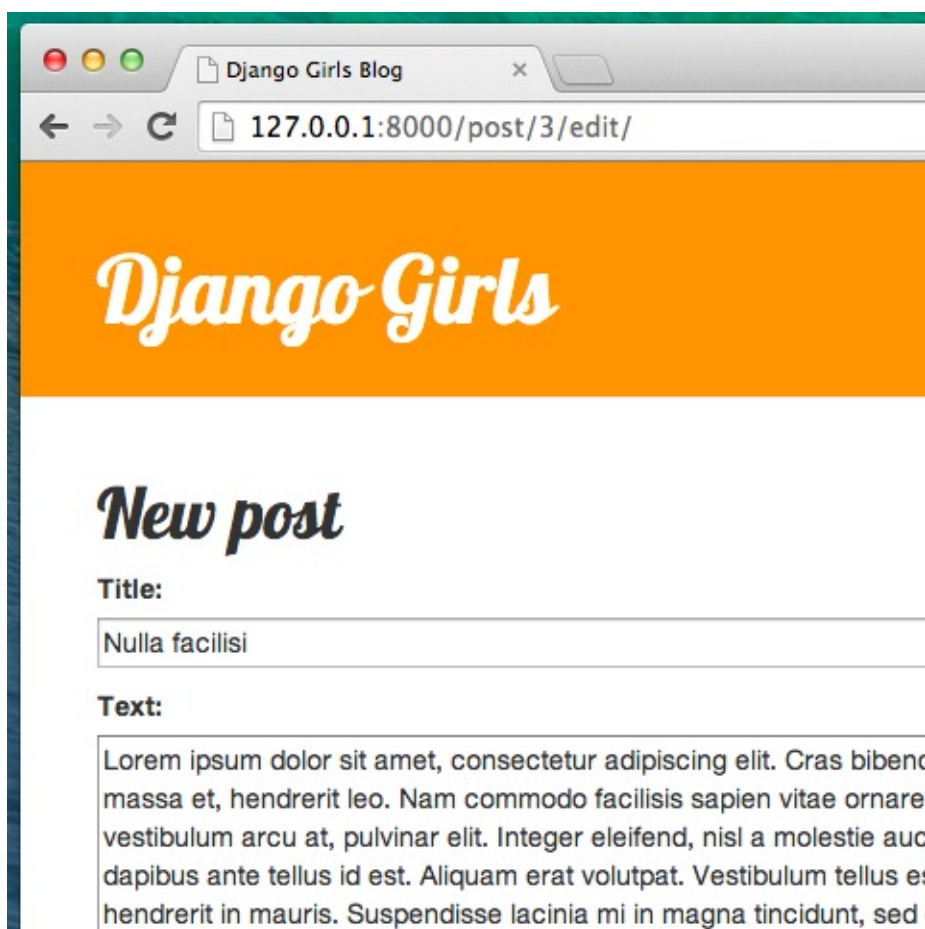 Django Girls Blog
127.0.0.1:8000/post/3/edit/
Django Girls
New post
Title:
Nulla facilisi
Text:
Lorem ipsum dolor sit amet, consectetur adipiscing elit. Cras
massa et, hendrerit leo. Nam commodo facilisis sapien vitae ornare
vestibulum arcu at, pulvinar elit. Integer eleifend, nisl a molestie
dapibus ante tellus id est. Aliquam erat volutpat. Vestibulum tellus
hendrerit in mauris. Suspendisse lacinia mi in magna tincidunt, sed